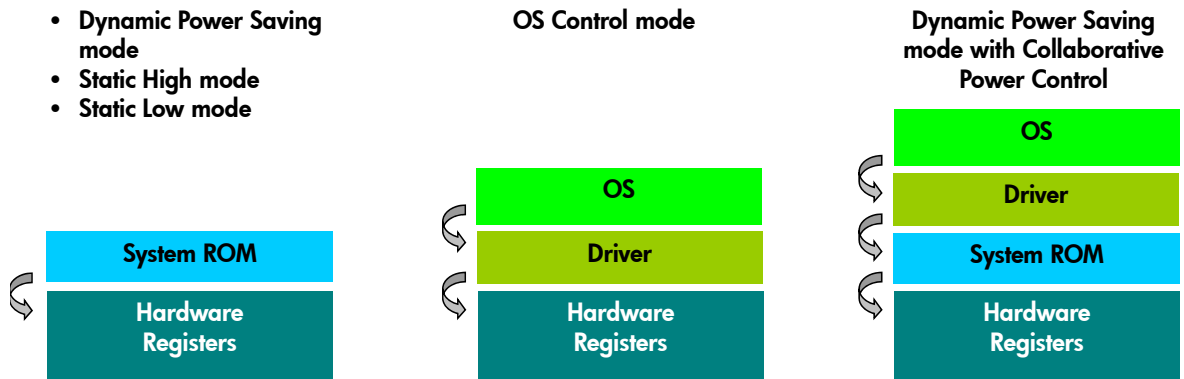 • Dynamic Power Saving
mode
• Static High mode
• Static Low mode
System ROM
Hardware
Registers
OS Control mode
OS
Driver
Hardware
Registers
Dynamic Power Saving
mode with Collaborative
Power Control
OS
Driver
System ROM
Hardware
Registers